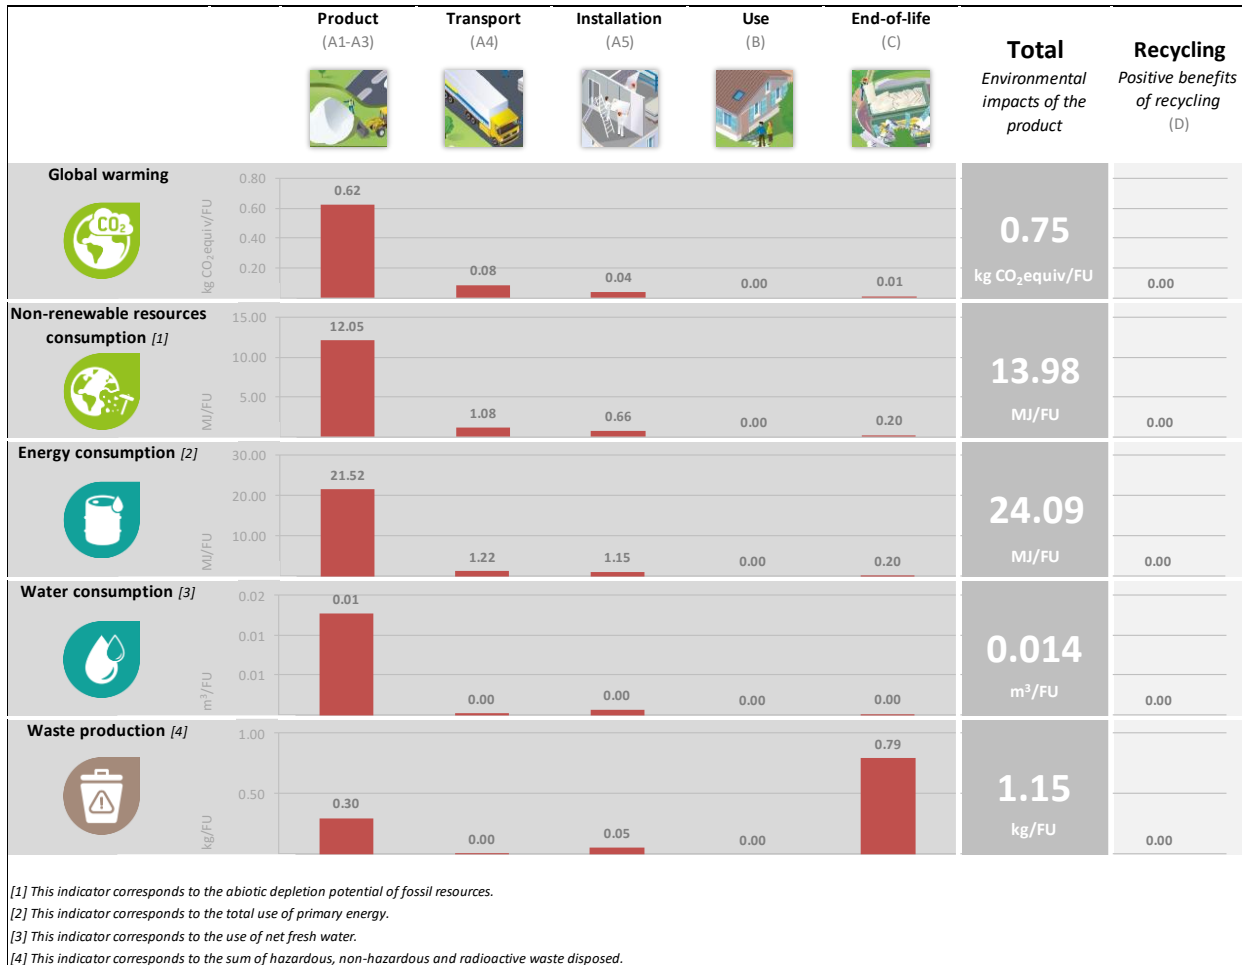 Product
(A1-A3)
Transport
(A4)
Installation
(A5)
Use
(B)
End-of-life
(C)
Total
Environmental
impacts of the
product
Recycling
Positive benefits
of recycling
(D)
Global warming
CO2
kg CO2equiv/FU
0.80
0.60
0.40
0.20
0.62
0.08
0.04
0.00
0.01
0.75
kg CO2equiv/FU
0.00
Non-renewable resources
consumption [1]
MJ/FU
15.00
10.00
5.00
12.05
1.08
0.66
0.00
0.20
13.98
MJ/FU
0.00
Energy consumption [2]
MJ/FU
30.00
20.00
10.00
21.52
1.22
1.15
0.00
0.20
24.09
MJ/FU
0.00
Water consumption [3]
m³/FU
0.02
0.01
0.01
0.01
0.00
0.00
0.00
0.00
0.014
m³/FU
0.00
Waste production [4]
kg/FU
1.00
0.50
0.30
0.00
0.05
0.00
0.79
1.15
kg/FU
0.00
[1] This indicator corresponds to the abiotic depletion potential of fossil resources.
[2] This indicator corresponds to the total use of primary energy.
[3] This indicator corresponds to the use of net fresh water.
[4] This indicator corresponds to the sum of hazardous, non-hazardous and radioactive waste disposed.